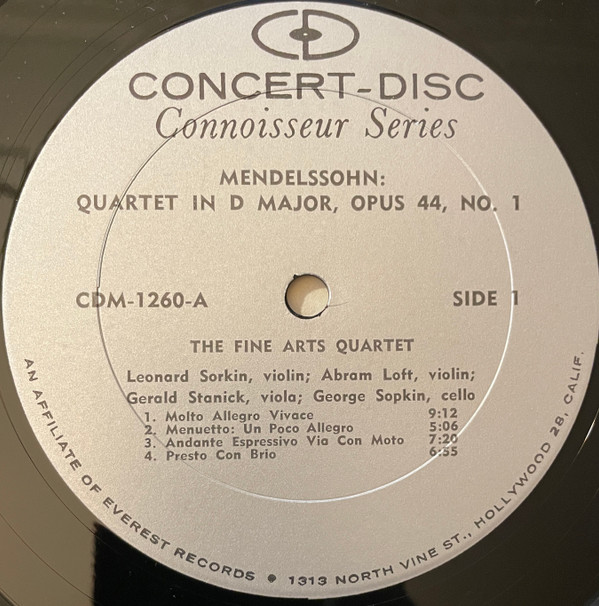 CD
CONCERT-DISC
Connoisseur Series
MENDELSSOHN:
QUARTET IN D MAJOR, OPUS 44, NO. 1
CDM-1260-A
SIDE 1
THE FINE ARTS QUARTET
Leonard Sorkin, violin; Abram Loft, violin;
Gerald Stanick, viola; George Sopkin, cello
1. Molto Allegro Vivace 9:12
2. Menuetto: Un Poco Allegro 5:06
3. Andante Espressivo Via Con Moto 7:20
4. Presto Con Brio 6:55
AN AFFILIATE OF EVEREST RECORDS ● 1313 NORTH VINE ST., HOLLYWOOD 28, CALIF.